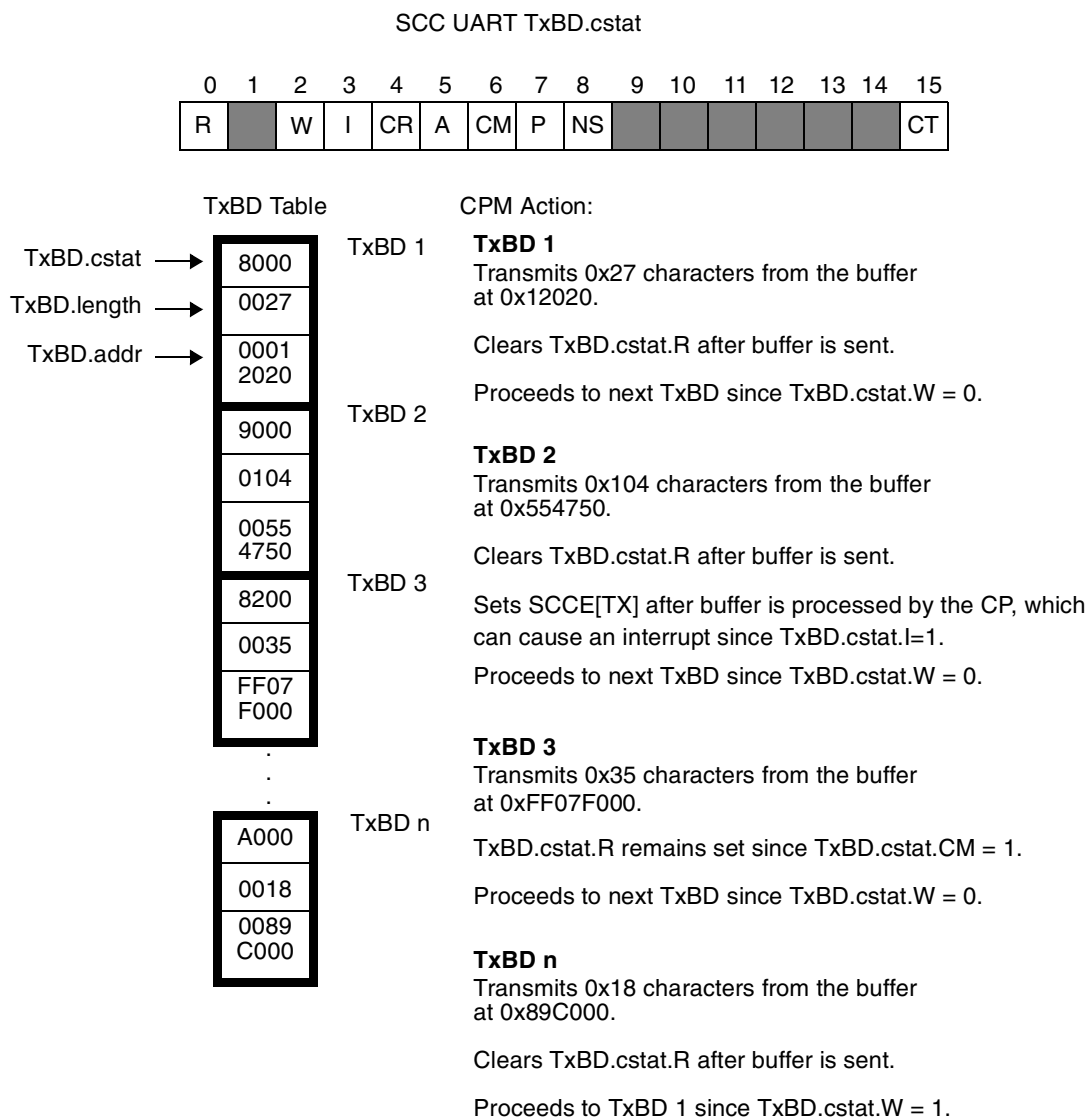 SCC UART TxBD.cstat
0 1 2 3 4 5 6 7 8 9 10 11 12 13 14 15
R W I CR A CM P NS CT
TxBD Table
CPM Action:
TxBD.cstat
TxBD.length
TxBD.addr
8000
0027
0001
2020
TxBD 1
9000
0104
0055
4750
TxBD 2
8200
0035
FF07
F000
TxBD 3
.
.
.
A000
0018
0089
C000
TxBD n
TxBD 1
Transmits 0x27 characters from the buffer
at 0x12020.
Clears TxBD.cstat.R after buffer is sent.
Proceeds to next TxBD since TxBD.cstat.W = 0.
TxBD 2
Transmits 0x104 characters from the buffer
at 0x554750.
Clears TxBD.cstat.R after buffer is sent.
Sets SCCE[TX] after buffer is processed by the CP, which
can cause an interrupt since TxBD.cstat.I=1.
Proceeds to next TxBD since TxBD.cstat.W = 0.
TxBD 3
Transmits 0x35 characters from the buffer
at 0xFF07F000.
TxBD.cstat.R remains set since TxBD.cstat.CM = 1.
Proceeds to next TxBD since TxBD.cstat.W = 0.
TxBD n
Transmits 0x18 characters from the buffer
at 0x89C000.
Clears TxBD.cstat.R after buffer is sent.
Proceeds to TxBD 1 since TxBD.cstat.W = 1.